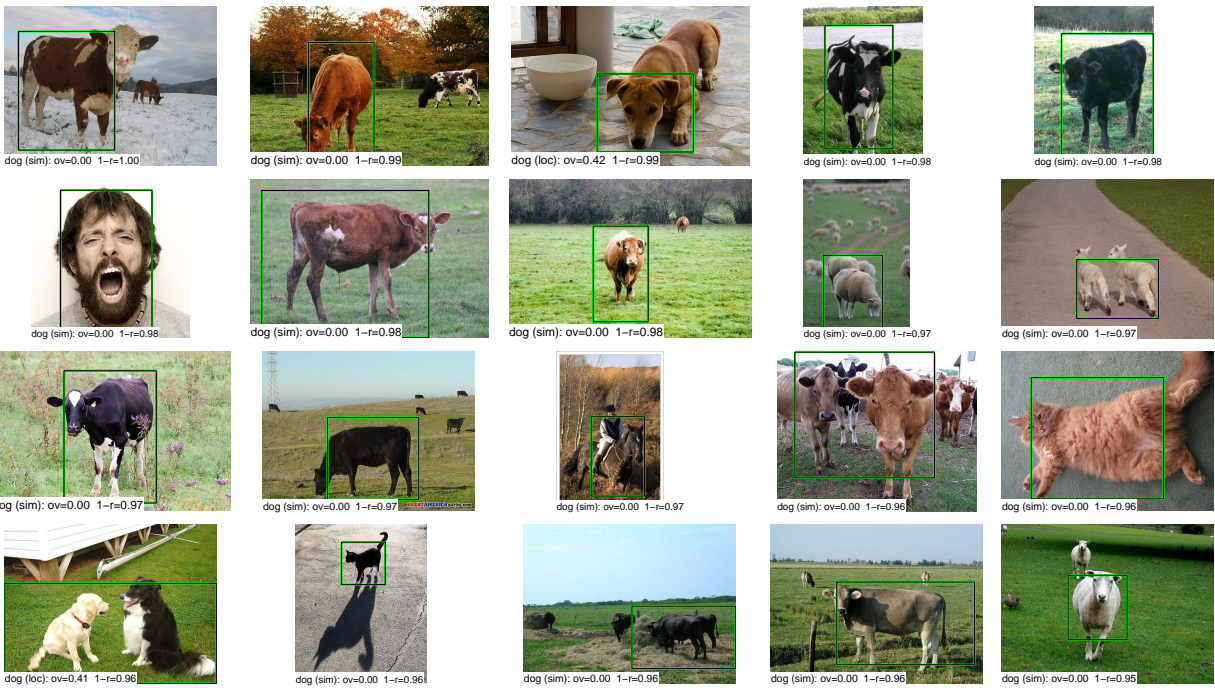 dog (sim): ov=0.00 1−r=1.00
dog (sim): ov=0.00 1−r=0.99
dog (loc): ov=0.42 1−r=0.99
dog (sim): ov=0.00 1−r=0.98
dog (sim): ov=0.00 1−r=0.98
dog (sim): ov=0.00 1−r=0.98
dog (sim): ov=0.00 1−r=0.98
dog (sim): ov=0.00 1−r=0.98
dog (sim): ov=0.00 1−r=0.97
dog (sim): ov=0.00 1−r=0.97
og (sim): ov=0.00 1−r=0.97
dog (sim): ov=0.00 1−r=0.97
dog (sim): ov=0.00 1−r=0.97
dog (sim): ov=0.00 1−r=0.96
dog (sim): ov=0.00 1−r=0.96
dog (loc): ov=0.41 1−r=0.96
dog (sim): ov=0.00 1−r=0.96
dog (sim): ov=0.00 1−r=0.96
dog (sim): ov=0.00 1−r=0.96
dog (sim): ov=0.00 1−r=0.95